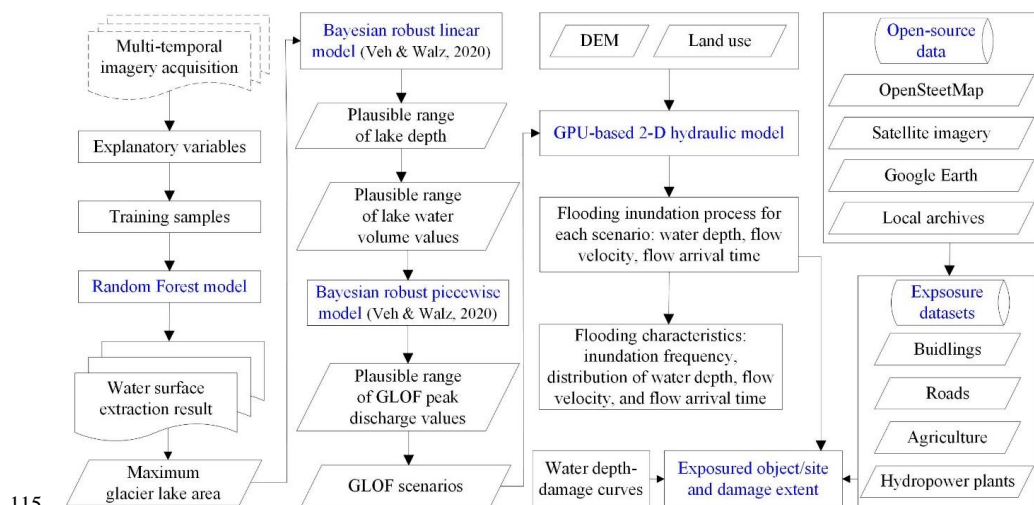 Multi-temporal
imagery acquisition
Explanatory variables
Training samples
Random Forest model
Water surface
extraction result
Maximum
glacier lake area
Bayesian robust linear
model (Veh & Walz, 2020)
Plausible range
of lake depth
Plausible range
of lake water
volume values
Bayesian robust piecewise
model (Veh & Walz, 2020)
Plausible range
of GLOF peak
discharge values
GLOF scenarios
DEM
Land use
GPU-based 2-D hydraulic model
Flooding inundation process for
each scenario: water depth, flow
velocity, flow arrival time
Flooding characteristics:
inundation frequency,
distribution of water depth, flow
velocity, and flow arrival time
Water depth-
damage curves
Exposured object/site
and damage extent
Open-source
data
OpenSteetMap
Satellite imagery
Google Earth
Local archives
Expsosure
datasets
Buidlings
Roads
Agriculture
Hydropower plants
115